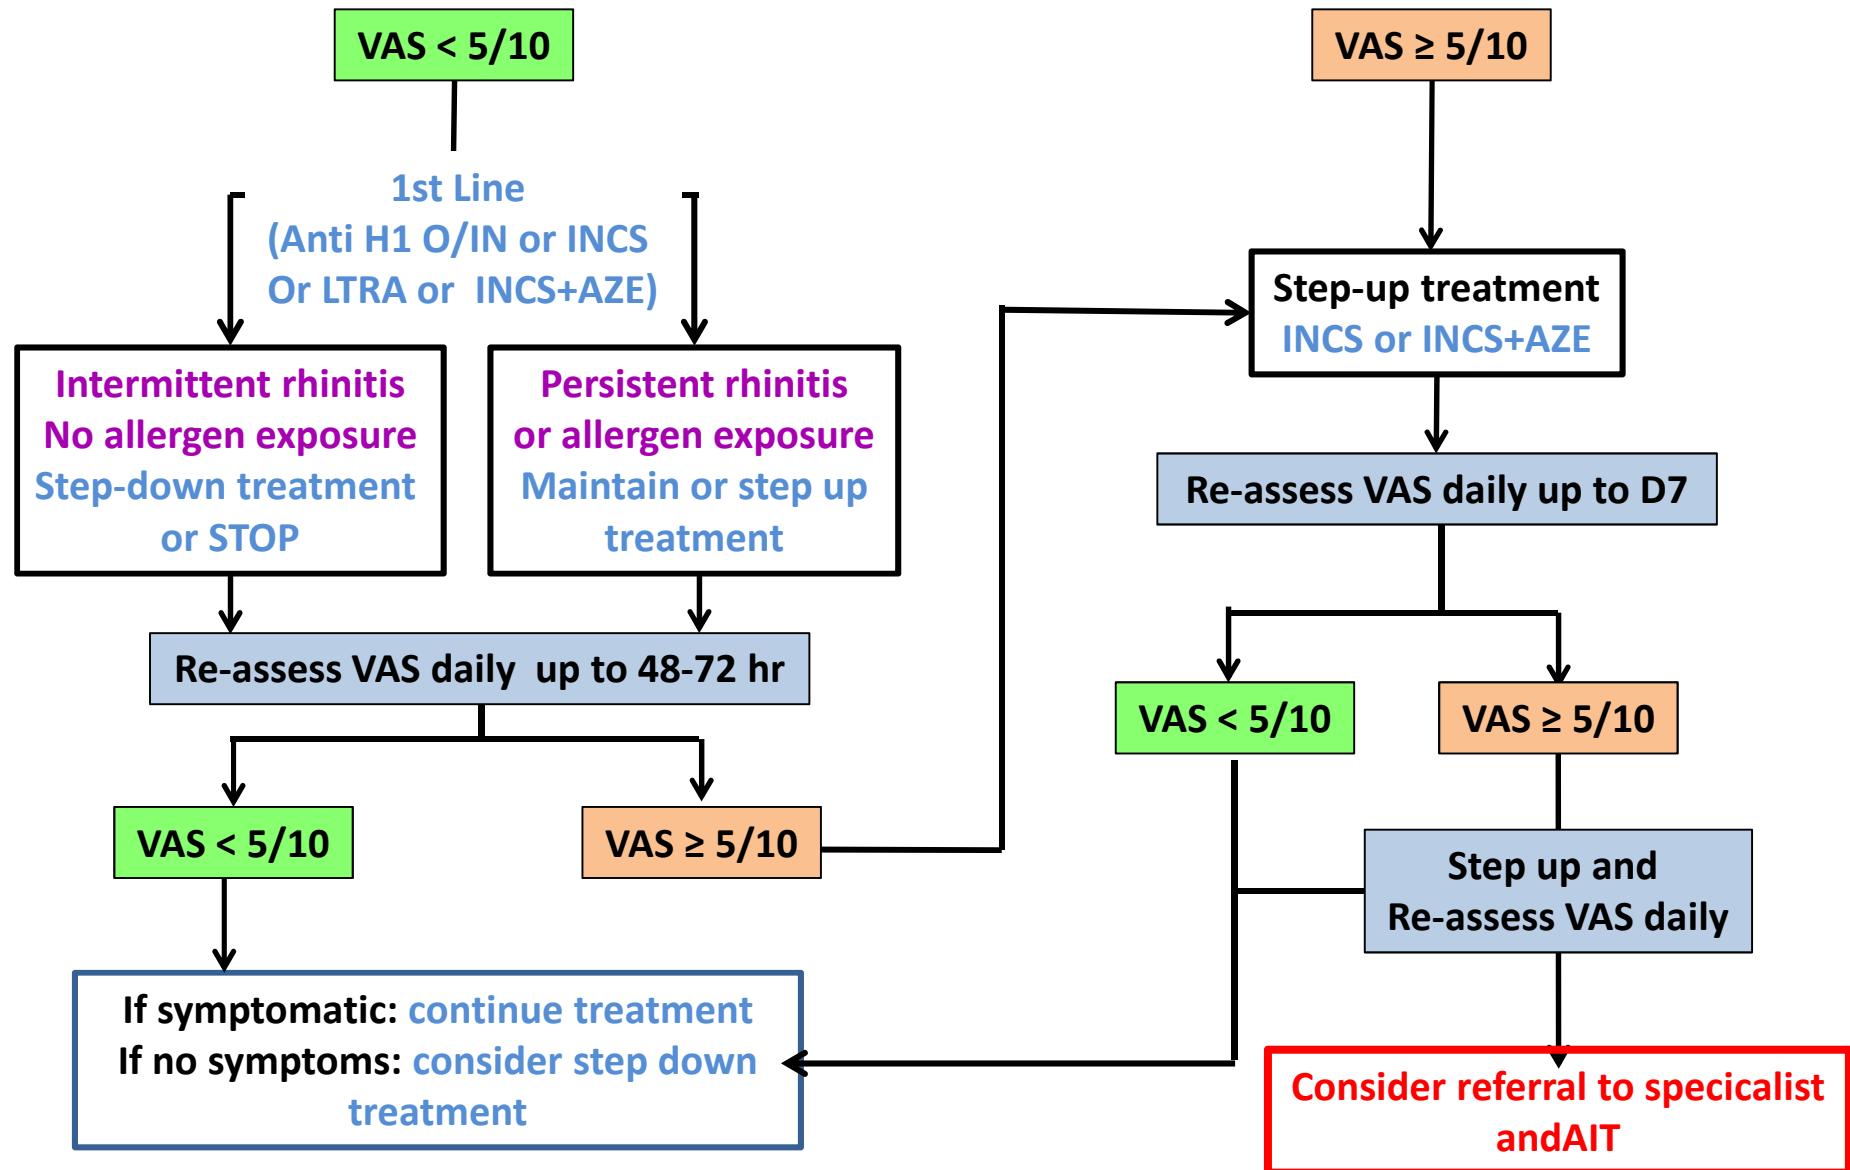 VAS < 5/10
1st Line
(Anti H1 O/IN or INCS
Or LTRA or INCS+AZE)
Intermittent rhinitis
No allergen exposure
Step-down treatment
or STOP
Persistent rhinitis
or allergen exposure
Maintain or step up
treatment
Re-assess VAS daily up to 48-72 hr
VAS < 5/10
VAS ≥ 5/10
If symptomatic: continue treatment
If no symptoms: consider step down
treatment
VAS ≥ 5/10
Step-up treatment
INCS or INCS+AZE
Re-assess VAS daily up to D7
VAS < 5/10
VAS ≥ 5/10
Step up and
Re-assess VAS daily
Consider referral to specicalist
andAIT